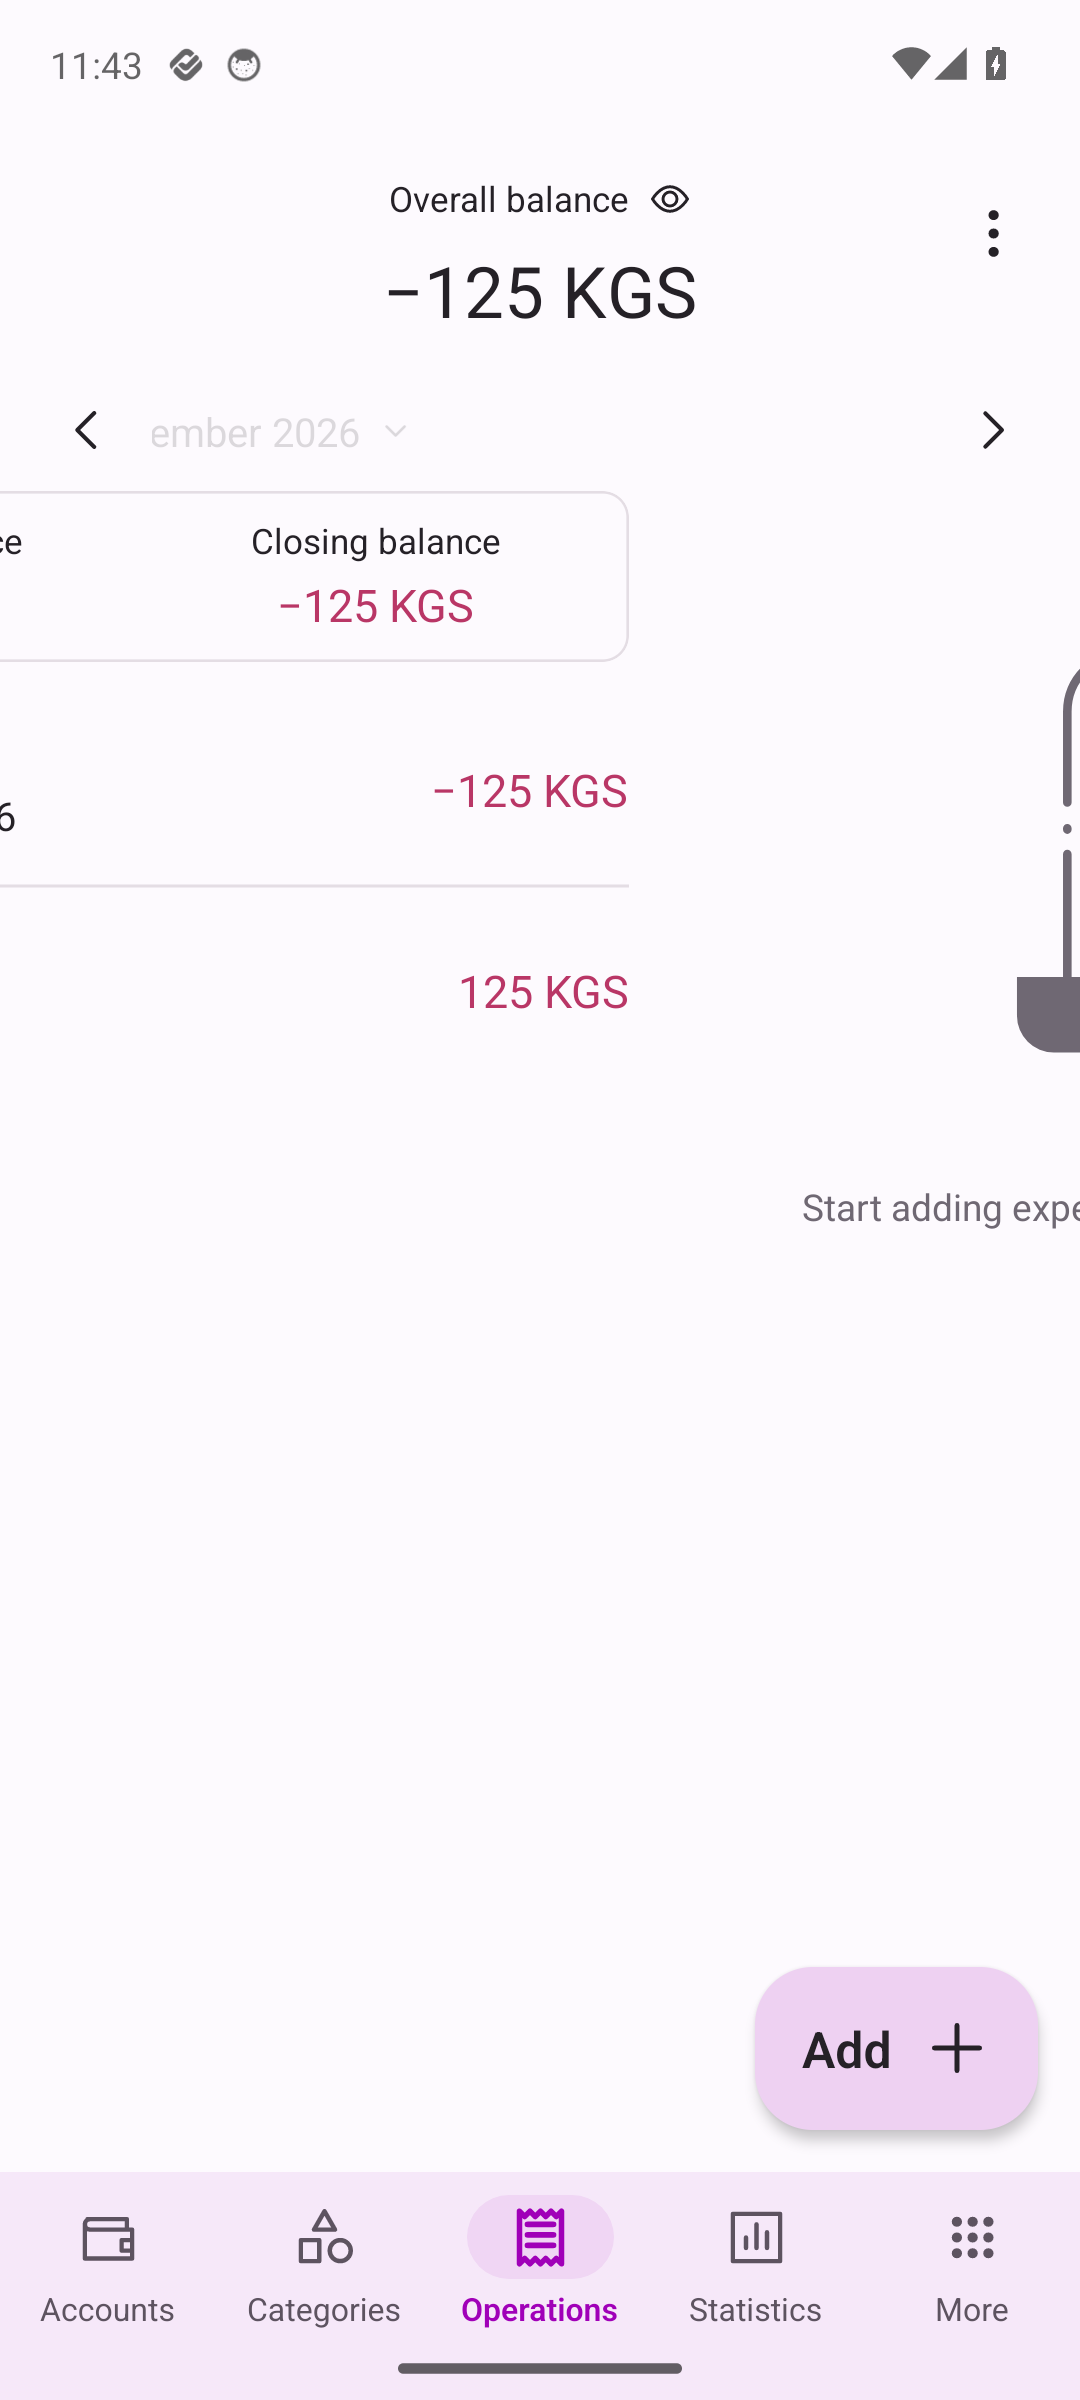 11:43
Overall balance
−125 KGS
ember 2026
ce
Closing balance
−125 KGS
−125 KGS
6
125 KGS
Start adding expe
Add
Accounts
Categories
Operations
Statistics
More